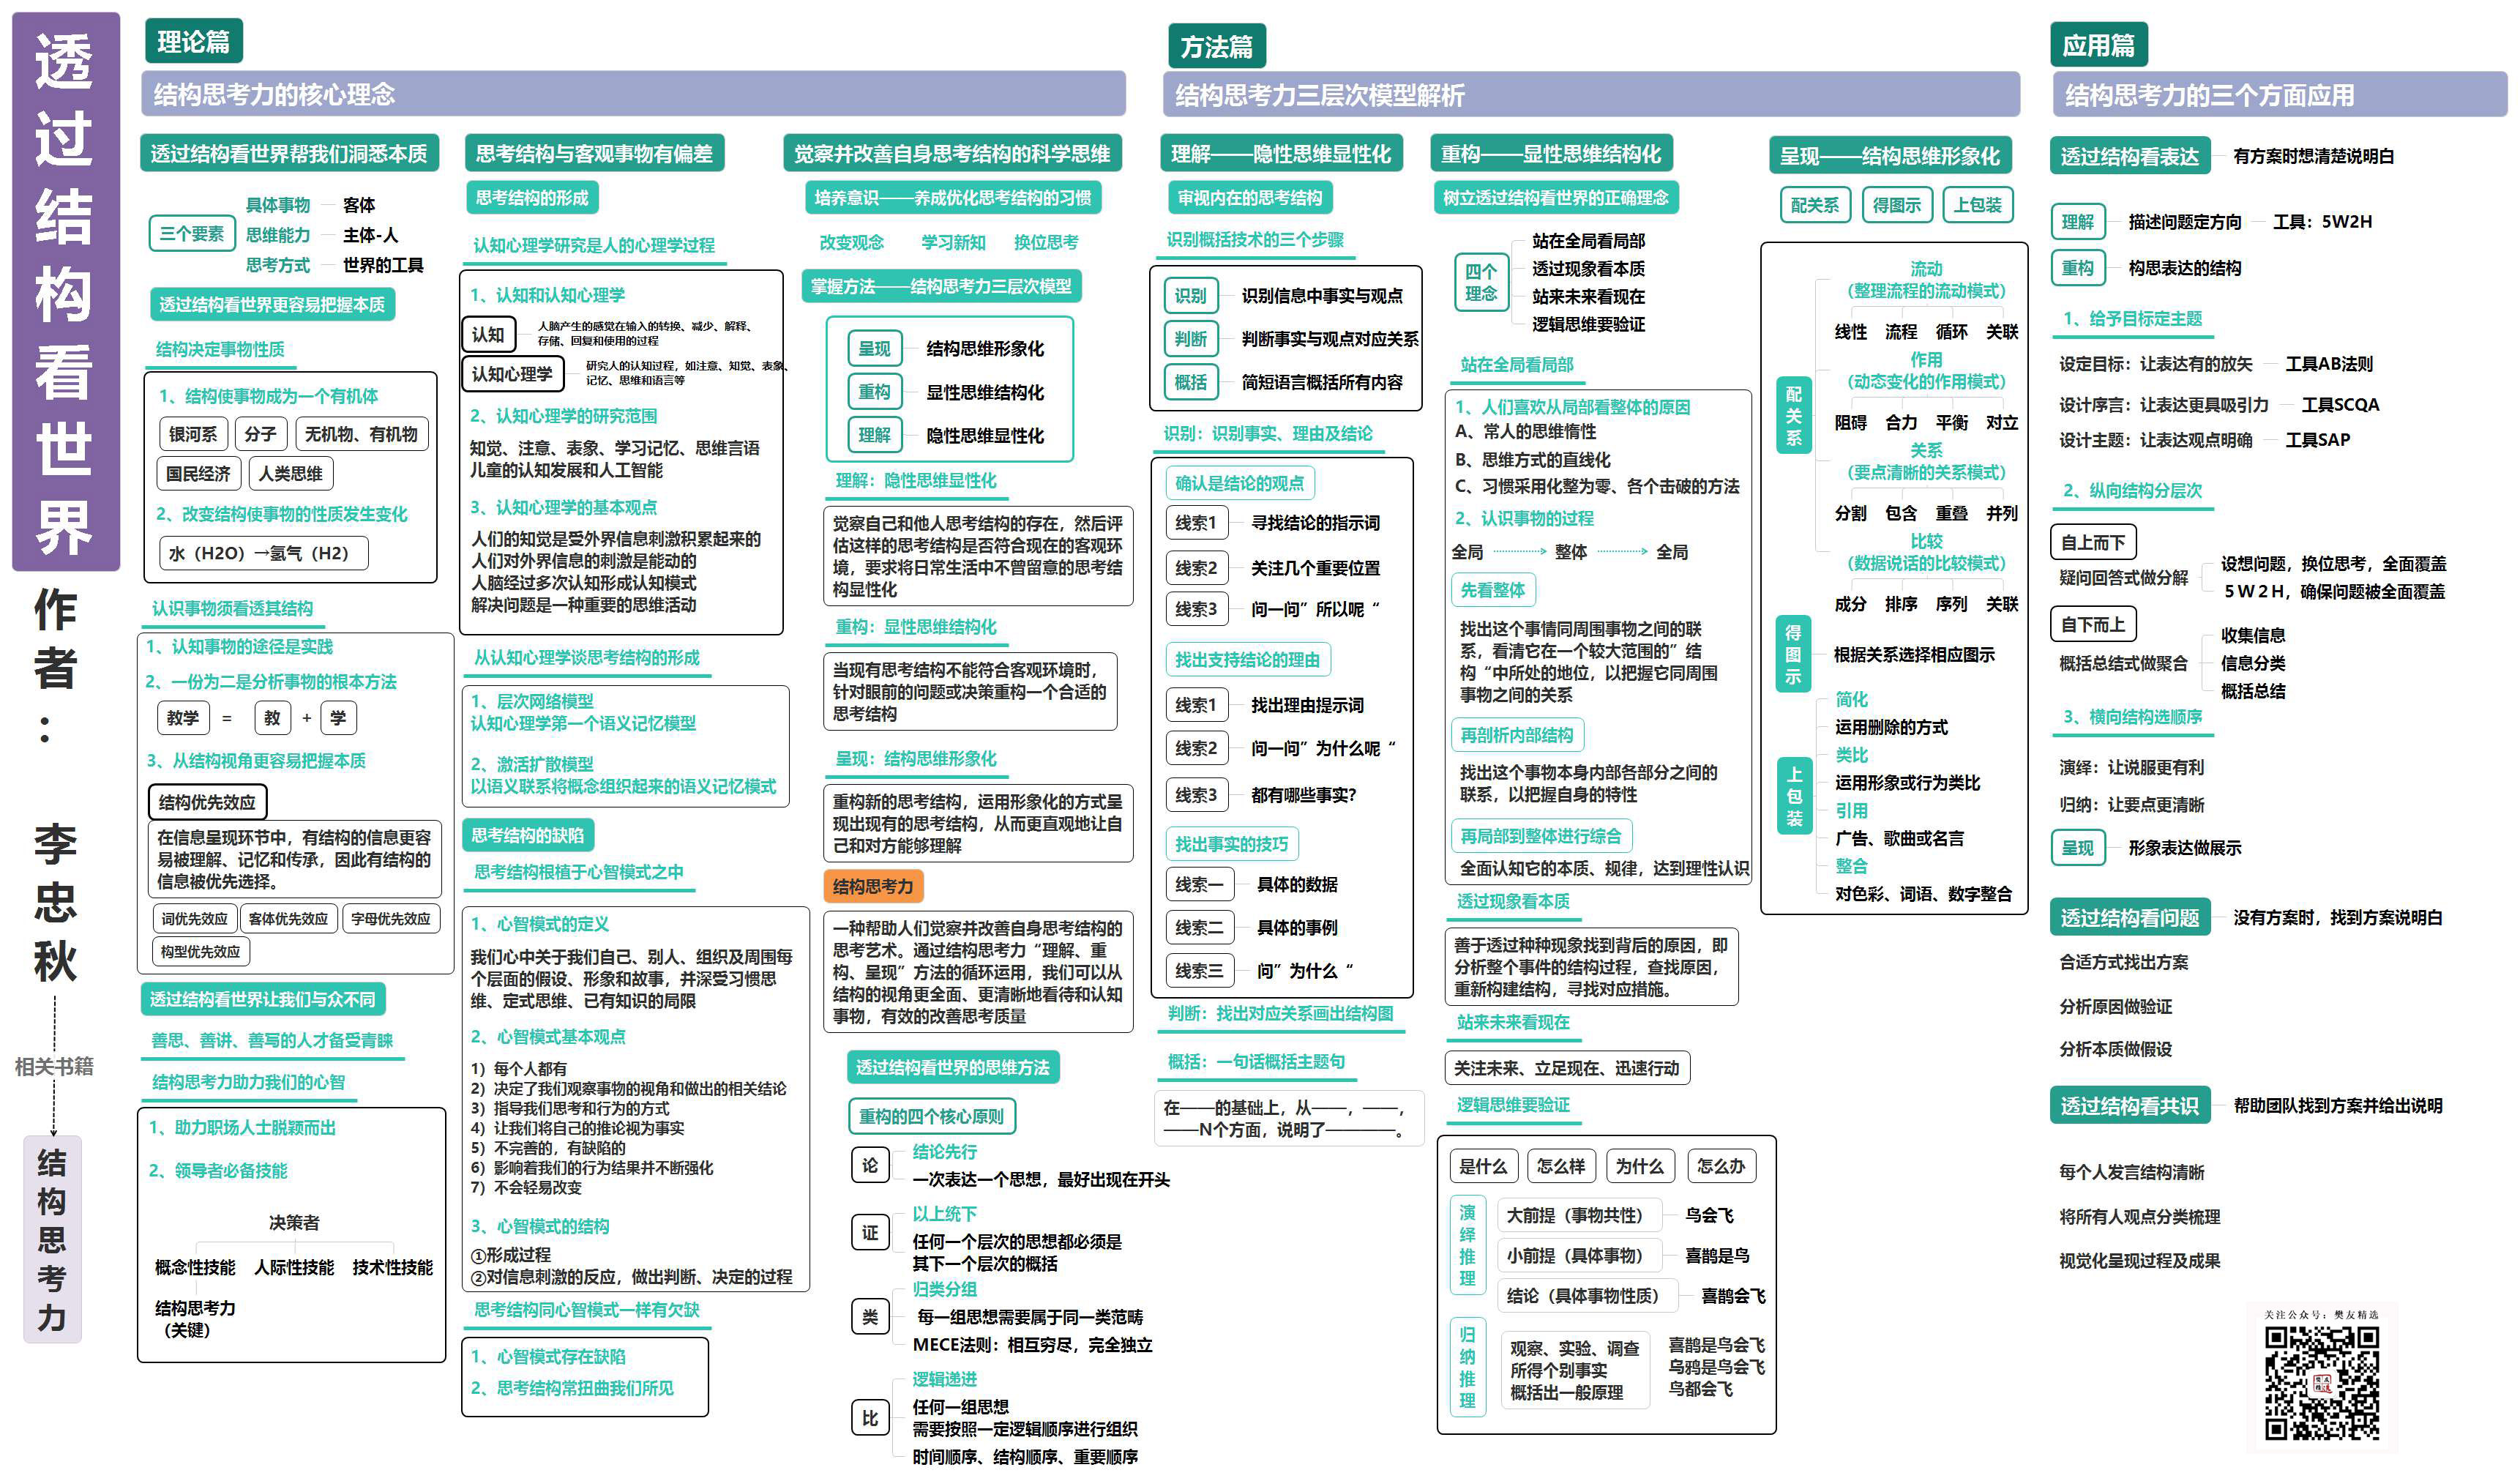 透过结构看世界
作者：李忠秋
相关书籍
结构思考力
理论篇
结构思考力的核心理念
透过结构看世界帮我们洞悉本质
三个要素
具体事物
客体
思维能力
主体-人
思考方式
世界的工具
透过结构看世界更容易把握本质
结构决定事物性质
1、结构使事物成为一个有机体
银河系
分子
无机物、有机物
国民经济
人类思维
2、改变结构使事物的性质发生变化
水（H2O）→氢气（H2）
认识事物须看透其结构
1、认知事物的途径是实践
2、一份为二是分析事物的根本方法
教学 = 教 + 学
3、从结构视角更容易把握本质
结构优先效应
在信息呈现环节中，有结构的信息更容
易被理解、记忆和传承，因此有结构的
信息被优先选择。
词优先效应
客体优先效应
字母优先效应
构型优先效应
透过结构看世界让我们与众不同
善思、善讲、善写的人才备受青睐
结构思考力助力我们的心智
1、助力职场人士脱颖而出
2、领导者必备技能
决策者
概念性技能
人际性技能
技术性技能
结构思考力
（关键）
思考结构与客观事物有偏差
思考结构的形成
认知心理学研究是人的心理学过程
1、认知和认知心理学
认知
人脑产生的感觉在输入的转换、减少、解释、
存储、回复和使用的过程
认知心理学
研究人的认知过程，如注意、知觉、表象、
记忆、思维和语言等
2、认知心理学的研究范围
知觉、注意、表象、学习记忆、思维言语
儿童的认知发展和人工智能
3、认知心理学的基本观点
人们的知觉是受外界信息刺激积累起来的
人们对外界信息的刺激是能动的
人脑经过多次认知形成认知模式
解决问题是一种重要的思维活动
从认知心理学谈思考结构的形成
1、层次网络模型
认知心理学第一个语义记忆模型
2、激活扩散模型
以语义联系将概念组织起来的语义记忆模式
思考结构的缺陷
思考结构根植于心智模式之中
1、心智模式的定义
我们心中关于我们自己、别人、组织及周围每
个层面的假设、形象和故事，并深受习惯思
维、定式思维、已有知识的局限
2、心智模式基本观点
1）每个人都有
2）决定了我们观察事物的视角和做出的相关结论
3）指导我们思考和行为的方式
4）让我们将自己的推论视为事实
5）不完善的，有缺陷的
6）影响着我们的行为结果并不断强化
7）不会轻易改变
3、心智模式的结构
①形成过程
②对信息刺激的反应，做出判断、决定的过程
思考结构同心智模式一样有欠缺
1、心智模式存在缺陷
2、思考结构常扭曲我们所见
觉察并改善自身思考结构的科学思维
培养意识——养成优化思考结构的习惯
改变观念
学习新知
换位思考
掌握方法——结构思考力三层次模型
呈现
结构思维形象化
重构
显性思维结构化
理解
隐性思维显性化
理解：隐性思维显性化
觉察自己和他人思考结构的存在，然后评
估这样的思考结构是否符合现在的客观环
境，要求将日常生活中不曾留意的思考结
构显性化
重构：显性思维结构化
当现有思考结构不能符合客观环境时，
针对眼前的问题或决策重构一个合适的
思考结构
呈现：结构思维形象化
重构新的思考结构，运用形象化的方式呈
现出现有的思考结构，从而更直观地让自
己和对方能够理解
结构思考力
一种帮助人们觉察并改善自身思考结构的
思考艺术。通过结构思考力“理解、重
构、呈现”方法的循环运用，我们可以从
结构的视角更全面、更清晰地看待和认知
事物，有效的改善思考质量
透过结构看世界的思维方法
重构的四个核心原则
论
结论先行
一次表达一个思想，最好出现在开头
证
以上统下
任何一个层次的思想都必须是
其下一个层次的概括
类
归类分组
每一组思想需要属于同一类范畴
MECE法则：相互穷尽，完全独立
比
逻辑递进
任何一组思想
需要按照一定逻辑顺序进行组织
时间顺序、结构顺序、重要顺序
方法篇
结构思考力三层次模型解析
理解——隐性思维显性化
审视内在的思考结构
识别概括技术的三个步骤
识别
识别信息中事实与观点
判断
判断事实与观点对应关系
概括
简短语言概括所有内容
识别：识别事实、理由及结论
确认是结论的观点
线索1
寻找结论的指示词
线索2
关注几个重要位置
线索3
问一问”所以呢“
找出支持结论的理由
线索1
找出理由提示词
线索2
问一问”为什么呢“
线索3
都有哪些事实?
找出事实的技巧
线索一
具体的数据
线索二
具体的事例
线索三
问”为什么“
判断：找出对应关系画出结构图
概括：一句话概括主题句
在——的基础上，从——，——，
——N个方面，说明了————。
重构——显性思维结构化
树立透过结构看世界的正确理念
四个
理念
站在全局看局部
透过现象看本质
站来未来看现在
逻辑思维要验证
站在全局看局部
1、人们喜欢从局部看整体的原因
A、常人的思维惰性
B、思维方式的直线化
C、习惯采用化整为零、各个击破的方法
2、认识事物的过程
全局
整体
全局
先看整体
找出这个事情同周围事物之间的联
系，看清它在一个较大范围的”结
构“中所处的地位，以把握它同周围
事物之间的关系
再剖析内部结构
找出这个事物本身内部各部分之间的
联系，以把握自身的特性
再局部到整体进行综合
全面认知它的本质、规律，达到理性认识
透过现象看本质
善于透过种种现象找到背后的原因，即
分析整个事件的结构过程，查找原因，
重新构建结构，寻找对应措施。
站来未来看现在
关注未来、立足现在、迅速行动
逻辑思维要验证
是什么
怎么样
为什么
怎么办
演绎推理
大前提（事物共性）
鸟会飞
小前提（具体事物）
喜鹊是鸟
结论（具体事物性质）
喜鹊会飞
归纳推理
观察、实验、调查
所得个别事实
概括出一般原理
喜鹊是鸟会飞
乌鸦是鸟会飞
鸟都会飞
呈现——结构思维形象化
配关系
得图示
上包装
配关系
流动
（整理流程的流动模式）
线性
流程
循环
关联
作用
（动态变化的作用模式）
阻碍
合力
平衡
对立
关系
（要点清晰的关系模式）
分割
包含
重叠
并列
比较
（数据说话的比较模式）
成分
排序
序列
关联
得图示
根据关系选择相应图示
上包装
简化
运用删除的方式
类比
运用形象或行为类比
引用
广告、歌曲或名言
整合
对色彩、词语、数字整合
应用篇
结构思考力的三个方面应用
透过结构看表达
有方案时想清楚说明白
理解
描述问题定方向
工具：5W2H
重构
构思表达的结构
1、给予目标定主题
设定目标：让表达有的放矢
工具AB法则
设计序言：让表达更具吸引力
工具SCQA
设计主题：让表达观点明确
工具SAP
2、纵向结构分层次
自上而下
疑问回答式做分解
设想问题，换位思考，全面覆盖
5W2H，确保问题被全面覆盖
自下而上
概括总结式做聚合
收集信息
信息分类
概括总结
3、横向结构选顺序
演绎：让说服更有利
归纳：让要点更清晰
呈现
形象表达做展示
透过结构看问题
没有方案时，找到方案说明白
合适方式找出方案
分析原因做验证
分析本质做假设
透过结构看共识
帮助团队找到方案并给出说明
每个人发言结构清晰
将所有人观点分类梳理
视觉化呈现过程及成果
关注公众号：樊友精选